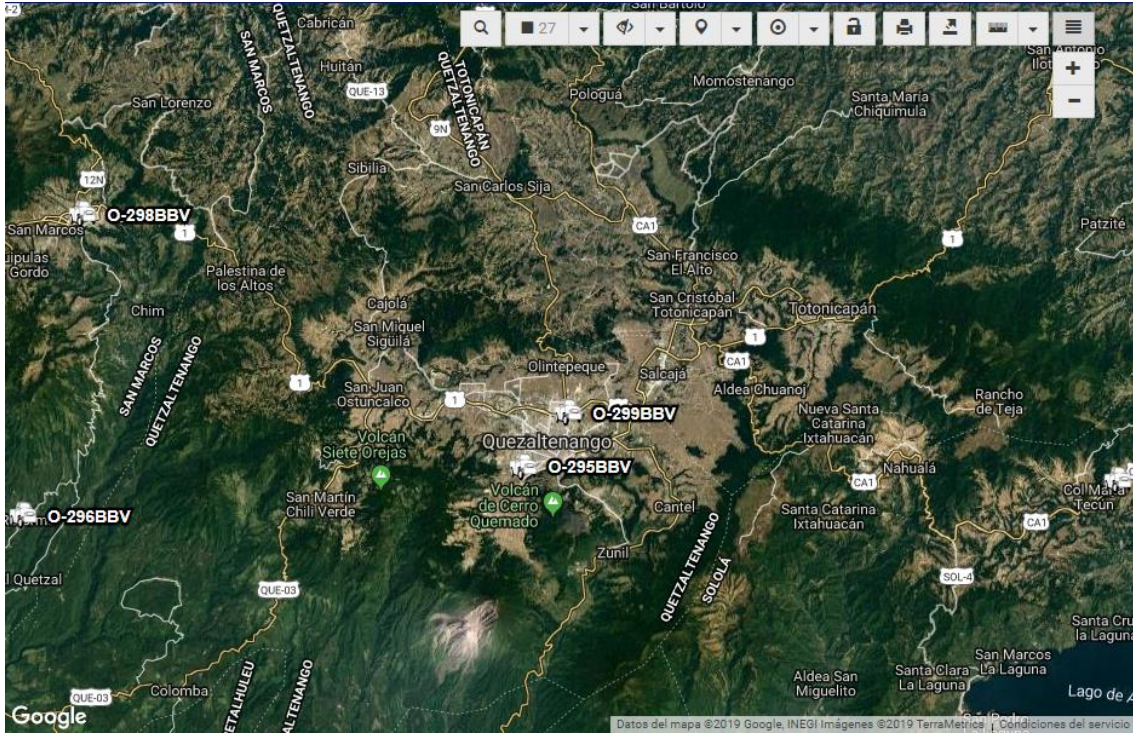 Cabricán
Huitán
QUE-13
SAN MARCOS
QUETZALTENANGO
TOTONICAPÁN
QUETZALTENANGO
27
San Bartolo
San Antonio
Momostenango
Pologuá
Santa María
Chiquimula
San Lorenzo
9N
Sibilia
San Carlos Sija
12N
O-298BBV
San Marcos
1
CA1
1
Patzité
Palestina de
los Altos
San Francisco
El Alto
Chim
Cajolá
San Cristóbal
Totonicapán
Totonicapán
San Miguel
Sigüilá
1
CA1
SAN MARCOS
QUETZALTENANGO
Olintepeque
Salcajá
1
San Juan
Ostuncalco
1
Aldea Chuanoj
Rancho
de Teja
O-299BBV
Nueva Santa
Catarina
Ixtahuacán
Quezaltenango
Volcán
Siete Orejas
O-295BBV
Nahualá
CA1
Volcán
de Cerro
Quemado
San Martín
Chili Verde
Cantel
Santa Catarina
Ixtahuacán
Col María
Tecún
CA1
O-296BBV
Zunil
QUETZALTENANGO
SOLOLÁ
l Quetzal
QUE-03
SOL-4
Santa Cru
la Laguna
San Marcos
La Laguna
Santa Clara
La Laguna
Aldea San
Miguelito
Colomba
QUE-03
ETALHULEU
ALTENANGO
Lago de A
Google
Datos del mapa ©2019 Google, INEGI Imágenes ©2019 TerraMetrics
Condiciones del servicio